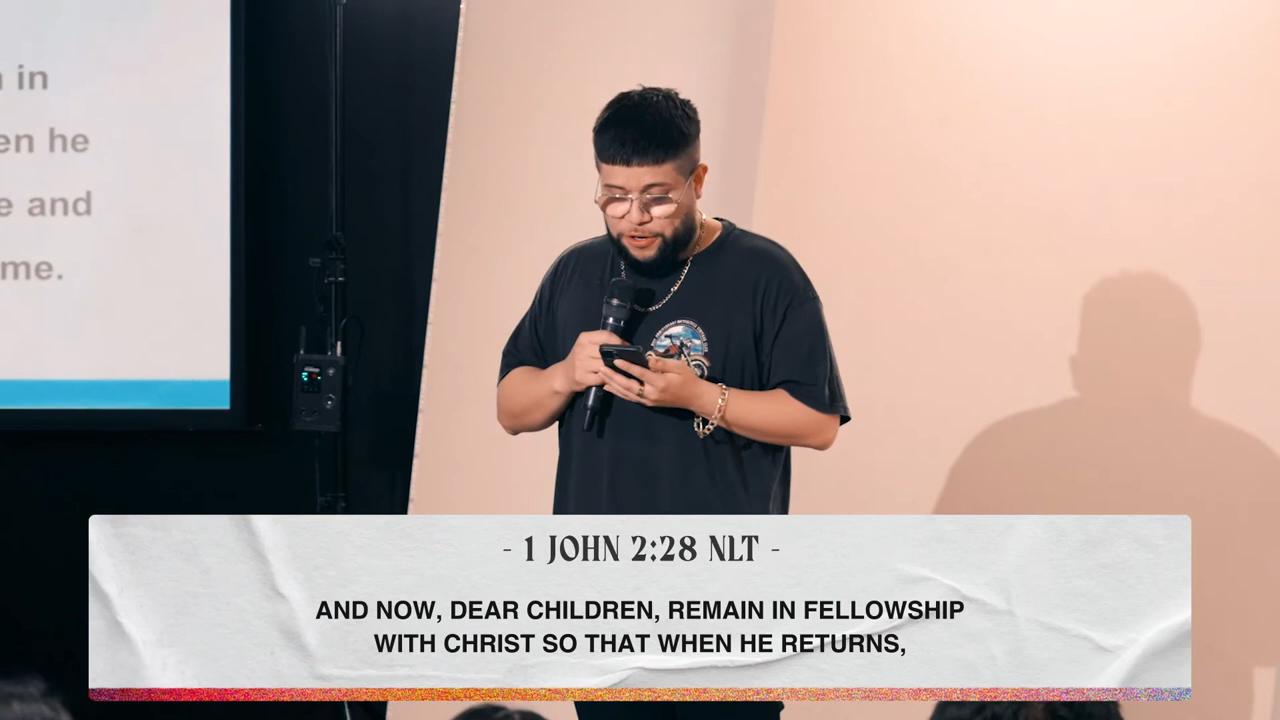 in
en he
e and
me.
- 1 JOHN 2:28 NLT -
AND NOW, DEAR CHILDREN, REMAIN IN FELLOWSHIP
WITH CHRIST SO THAT WHEN HE RETURNS,